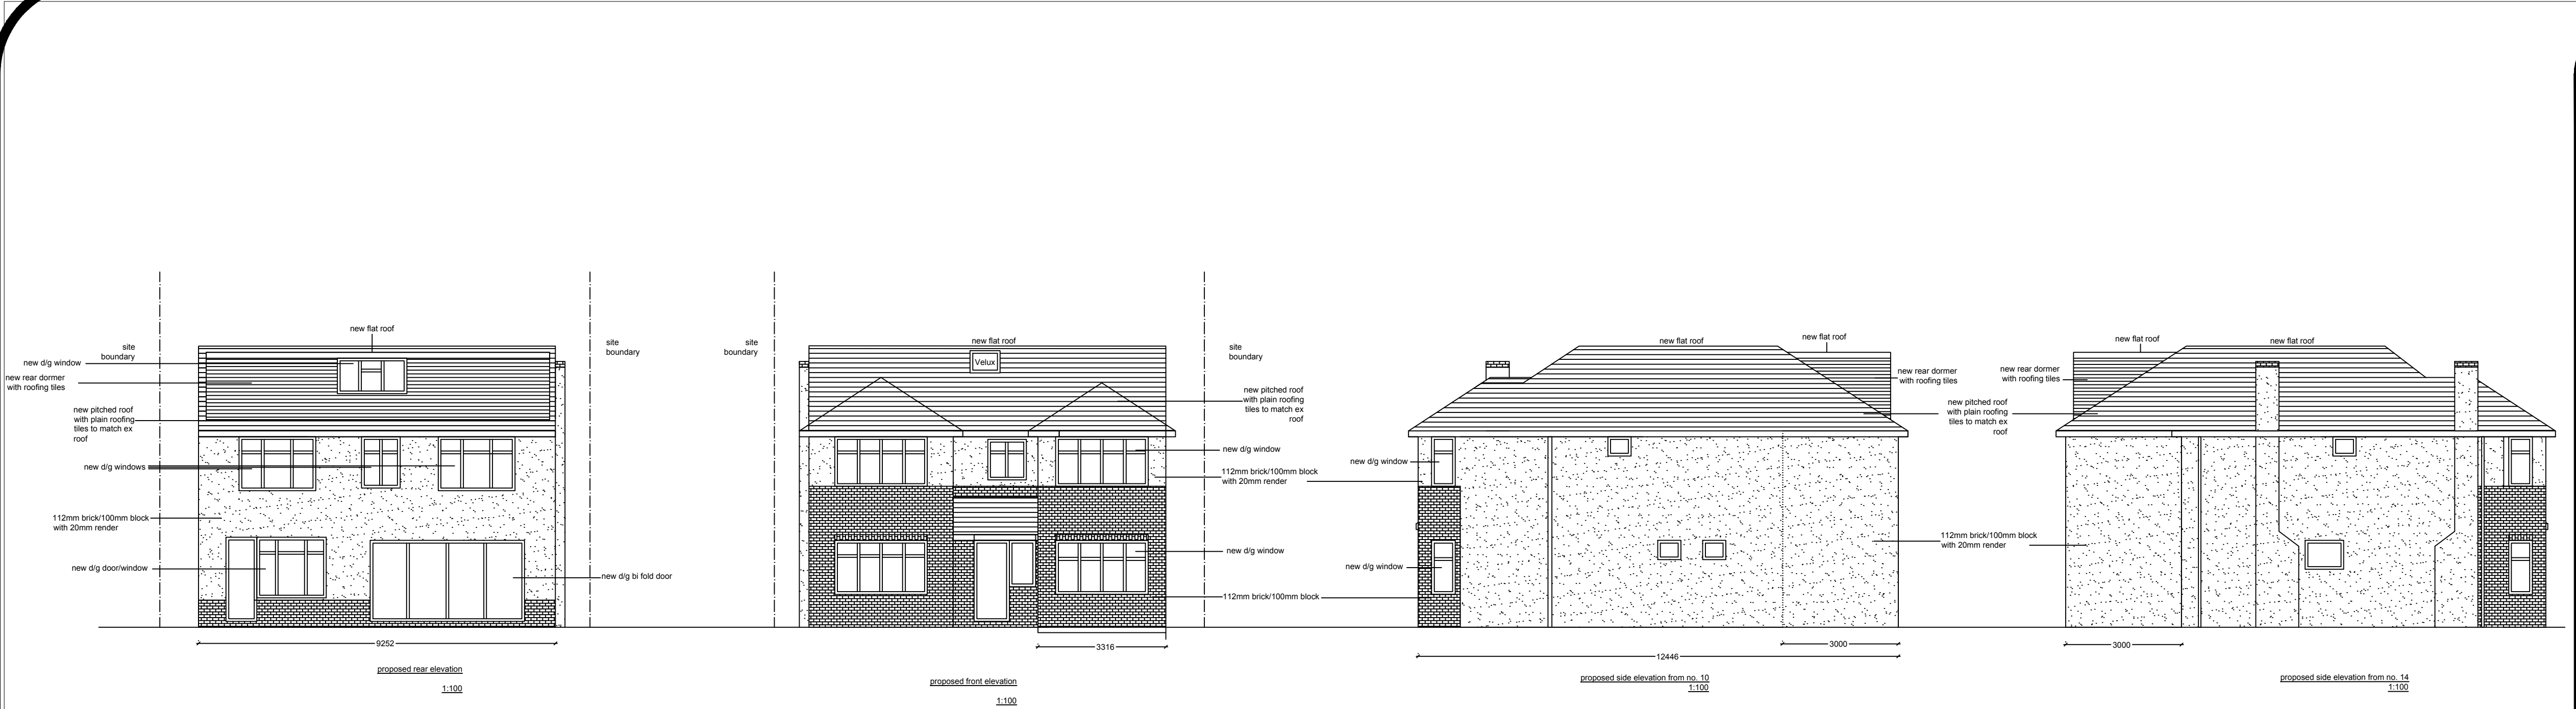 new flat roof
site
boundary
new d/g window
new rear dormer
with roofing tiles
new pitched roof
with plain roofing
tiles to match ex
roof
new d/g windows
112mm brick/100mm block
with 20mm render
new d/g door/window
site
boundary
new d/g bi fold door
9252
proposed rear elevation
1:100
site
boundary
new flat roof
Velux
site
boundary
new pitched roof
with plain roofing
tiles to match ex
roof
new d/g window
112mm brick/100mm block
with 20mm render
new d/g window
112mm brick/100mm block
3316
proposed front elevation
1:100
new flat roof
new flat roof
new rear dormer
with roofing tiles
new d/g window
new d/g window
3000
12446
proposed side elevation from no. 10
1:100
new pitched roof
with plain roofing
tiles to match ex
roof
112mm brick/100mm block
with 20mm render
new flat roof
new flat roof
new rear dormer
with roofing tiles
3000
proposed side elevation from no. 14
1:100